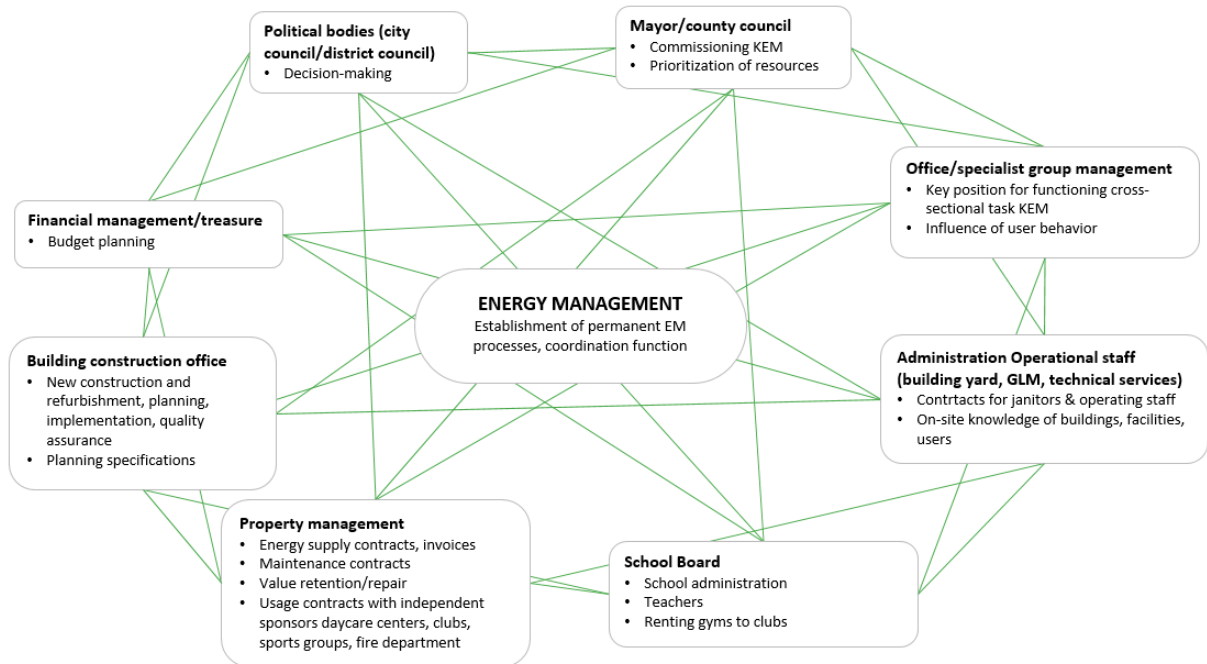 Political bodies (city
council/district council)
• Decision-making
Mayor/county council
• Commissioning KEM
• Prioritization of resources
Office/specialist group management
• Key position for functioning cross-
sectional task KEM
• Influence of user behavior
Financial management/treasure
• Budget planning
ENERGY MANAGEMENT
Establishment of permanent EM
processes, coordination function
Building construction office
• New construction and
refurbishment, planning,
implementation, quality
assurance
• Planning specifications
Administration Operational staff
(building yard, GLM, technical services)
• Contrtacts for janitors & operating staff
• On-site knowledge of buildings, facilities,
users
Property management
• Energy supply contracts, invoices
• Maintenance contracts
• Value retention/repair
• Usage contracts with independent
sponsors daycare centers, clubs,
sports groups, fire department
School Board
• School administration
• Teachers
• Renting gyms to clubs